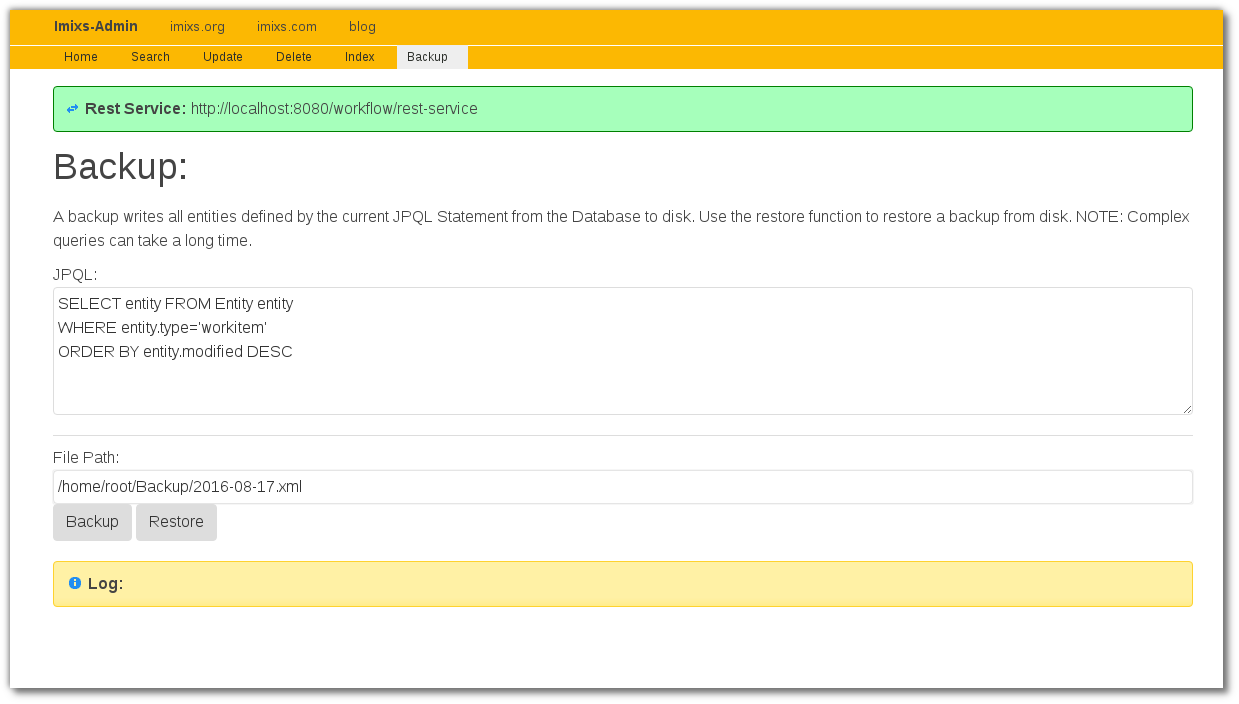 Imixs-Admin imixs.org imixs.com blog
Home Search Update Delete Index Backup
Rest Service: http://localhost:8080/workflow/rest-service
Backup:
A backup writes all entities defined by the current JPQL Statement from the Database to disk. Use the restore function to restore a backup from disk. NOTE: Complex
queries can take a long time.
JPQL:
SELECT entity FROM Entity entity
WHERE entity.type='workitem'
ORDER BY entity.modified DESC
File Path:
/home/root/Backup/2016-08-17.xml
Backup Restore
Log: